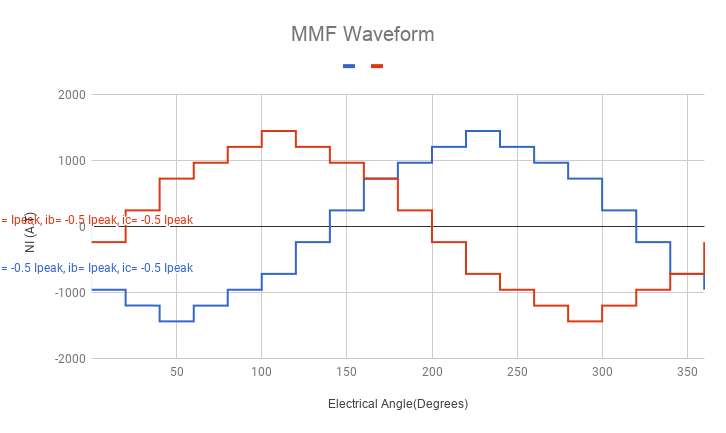 MMF Waveform
2000
1000
0
-1000
-2000
NI (A.T)
= Ipeak, ib= -0.5 Ipeak, ic= -0.5 Ipeak
= -0.5 Ipeak, ib= Ipeak, ic= -0.5 Ipeak
50 100 150 200 250 300 350
Electrical Angle(Degrees)